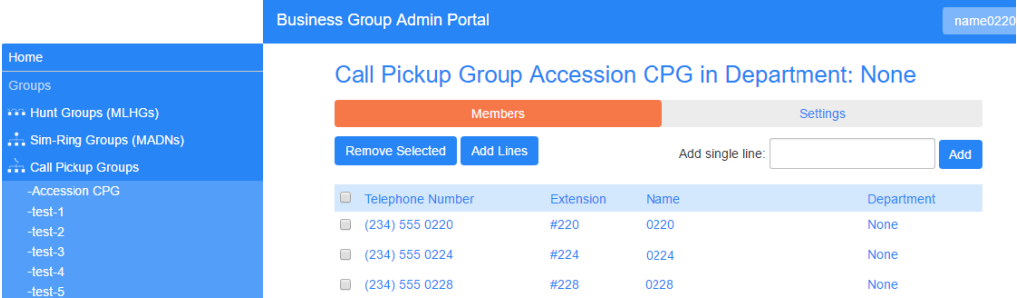 Business Group Admin Portal
name0220
Home
Groups
Hunt Groups (MLHGs)
Sim-Ring Groups (MADNs)
Call Pickup Groups
-Accession CPG
-test-1
-test-2
-test-3
-test-4
-test-5
Call Pickup Group Accession CPG in Department: None
Members Settings
Remove Selected Add Lines Add single line: Add
Telephone Number Extension Name Department
(234) 555 0220 #220 0220 None
(234) 555 0224 #224 0224 None
(234) 555 0228 #228 0228 None